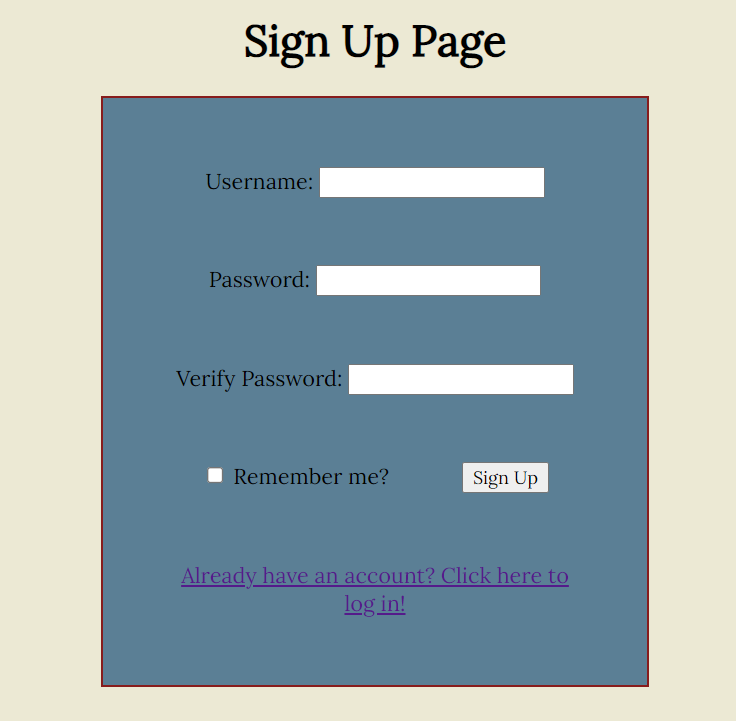 Sign Up Page
Username:
Password:
Verify Password:
Remember me? Sign Up
Already have an account? Click here to
log in!